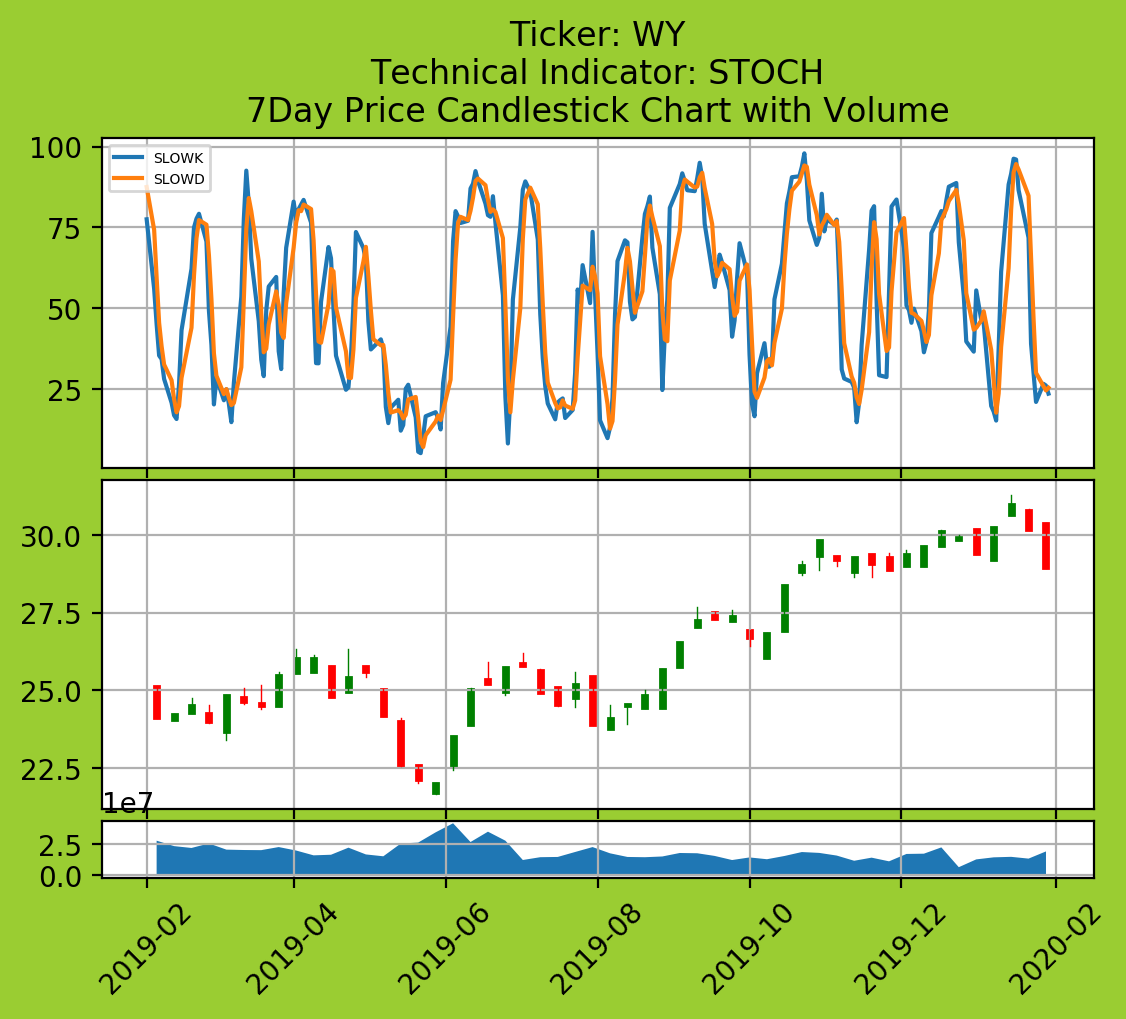 Ticker: WY
Technical Indicator: STOCH
7Day Price Candlestick Chart with Volume
100
75
50
25
SLOWK
SLOWD
30.0
27.5
25.0
22.5
1e7
2.5
0.0
2019-02
2019-04
2019-06
2019-08
2019-10
2019-12
2020-02